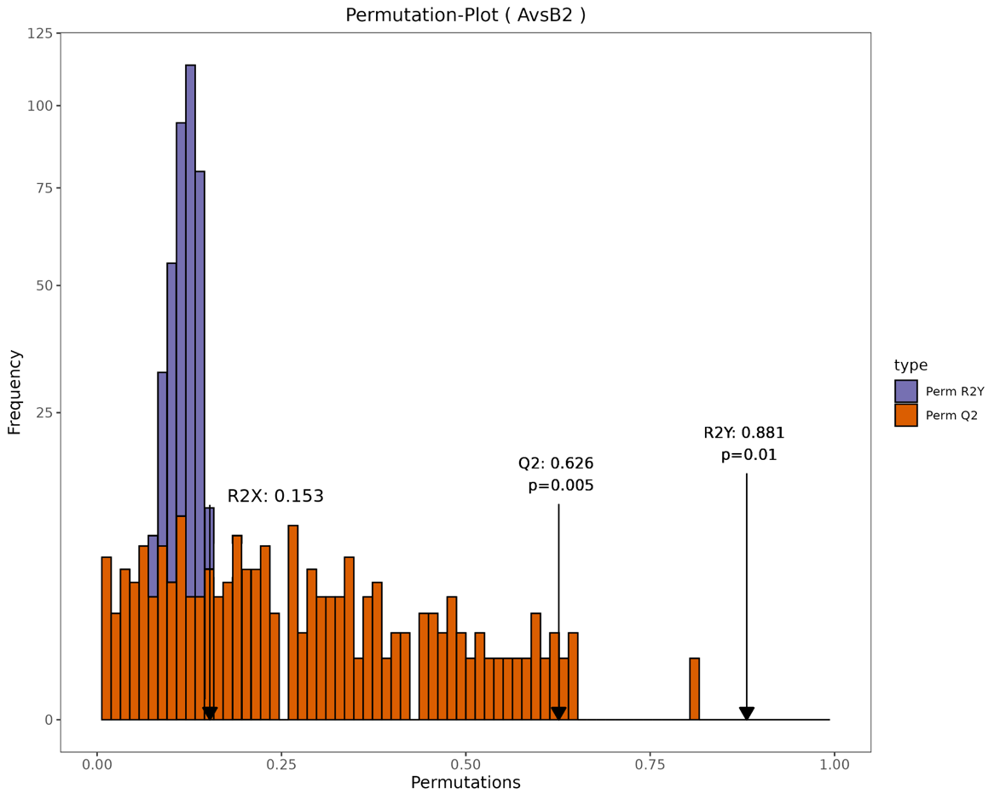 Permutation-Plot ( AvsB2 )
125
100
75
50
25
0
Frequency
R2X: 0.153
Q2: 0.626
p=0.005
R2Y: 0.881
p=0.01
0.00
0.25
0.50
0.75
1.00
Permutations
type
Perm R2Y
Perm Q2